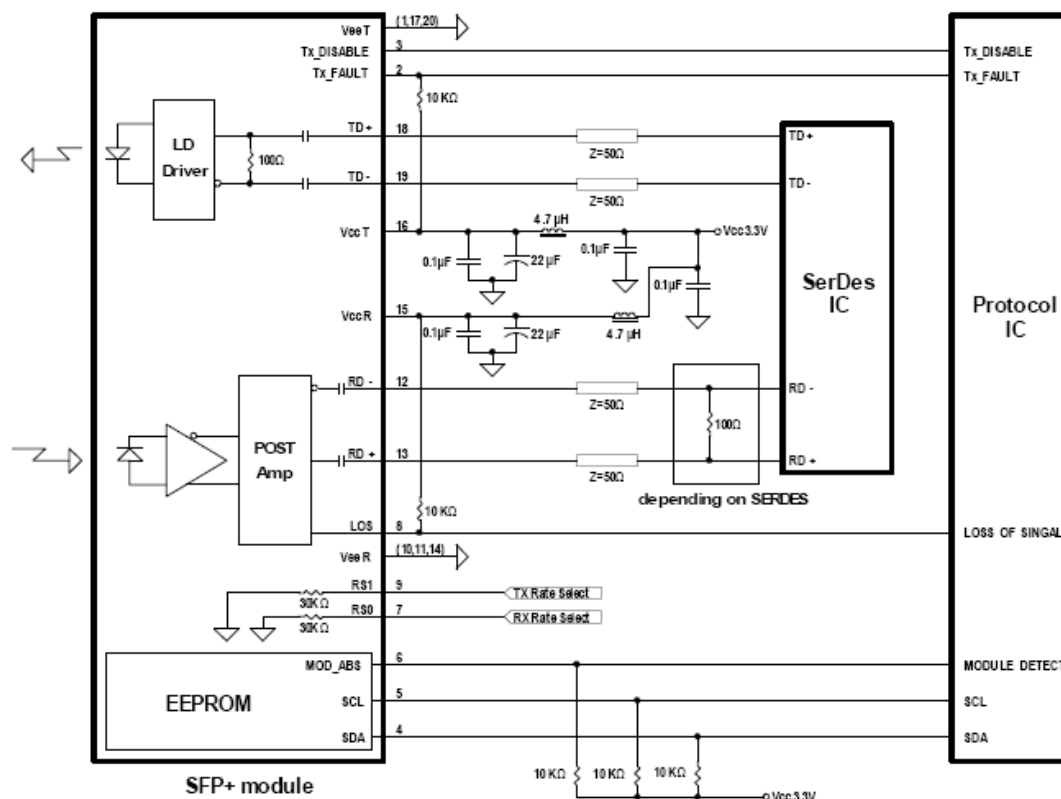 VeeT (1,17,20)
Tx_DISABLE 3 Tx_DISABLE
Tx_FAULT 2 Tx_FAULT
10 KΩ
LD
Driver
100Ω
TD+ 18 Z=50Ω TD+
TD - 19 Z=50Ω TD -
VccT 16 4.7 µH Vcc3.3V
0.1µF 22 µF 0.1µF 0.1µF
SerDes
IC
Protocol
IC
VccR 15 4.7 µH
0.1µF 22 µF
RD - 12 Z=50Ω RD -
100Ω
POST
Amp
RD + 13 Z=50Ω RD +
depending on SERDES
10 KΩ
LOS 8 LOSS OF SINGAL
VeeR (10,11,14)
RS1 9 TX Rate Select
30KΩ
RS0 7 RX Rate Select
30KΩ
MOD_ABS 6 MODULE DETECT
EEPROM
SCL 5 SCL
SDA 4 SDA
10 KΩ 10 KΩ 10 KΩ
Vcc3.3V
SFP+ module